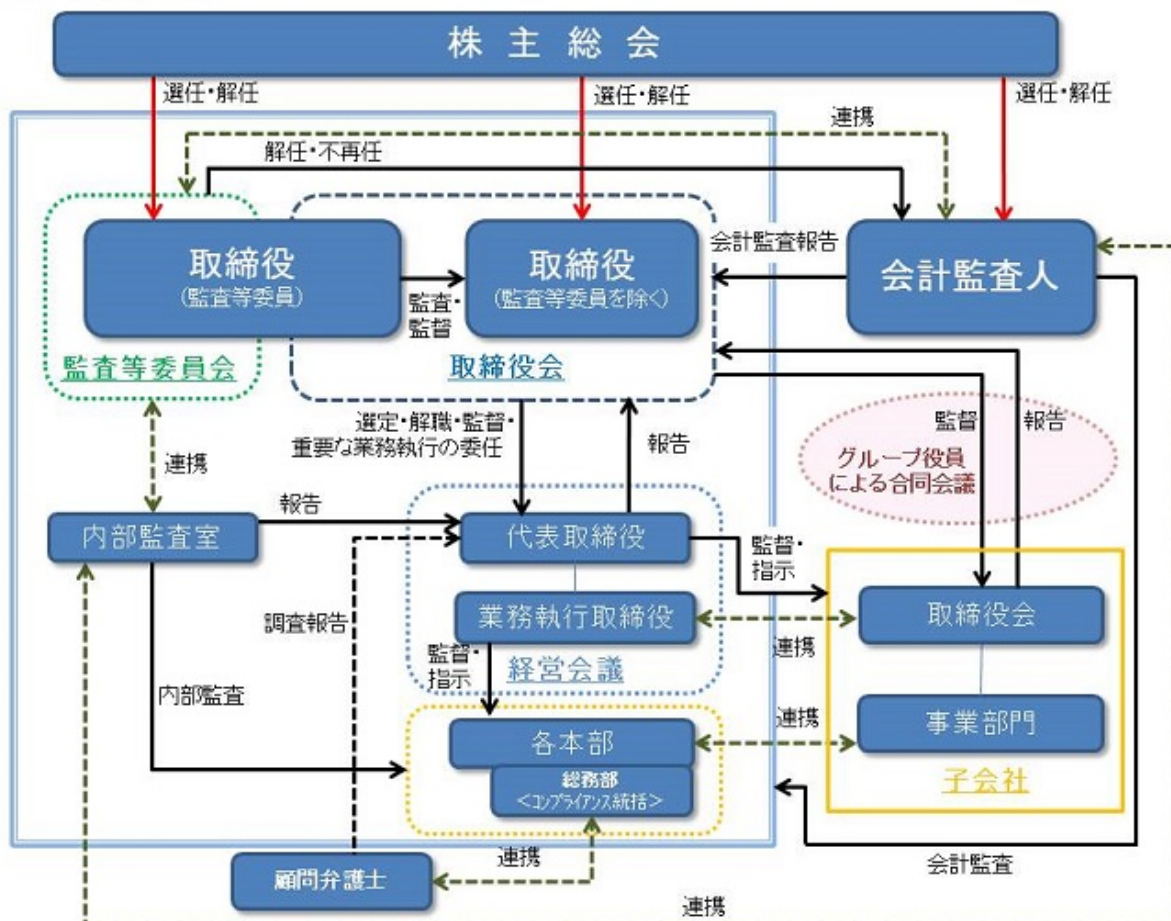 株主総会
選任・解任
選任・解任
選任・解任
連携
解任・不再任
取締役
(監査等委員)
取締役
(監査等委員を除く)
会計監査報告
会計監査人
監査・
監督
監査等委員会
取締役会
選定・解職・監督・
重要な業務執行の委任
報告
監督
報告
連携
グループ役員
による合同会議
内部監査室
報告
代表取締役
監督・
指示
調査報告
業務執行取締役
取締役会
連携
監督・
指示
経営会議
内部監査
連携
各本部
事業部門
総務部
<コンプライアンス統括>
子会社
連携
会計監査
顧問弁護士
連携